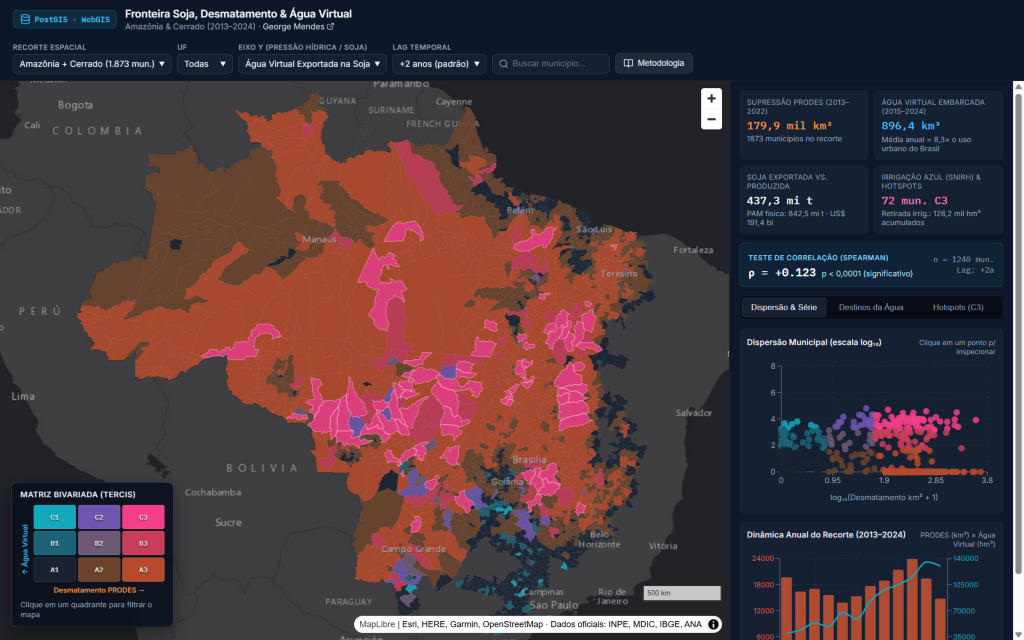 PostGIS · WebGIS
Fronteira Soja, Desmatamento & Água Virtual
Amazônia & Cerrado (2013–2024) · George Mendes
RECORTE ESPACIAL
UF
EIXO Y (PRESSÃO HÍDRICA / SOJA)
LAG TEMPORAL
Amazônia + Cerrado (1.873 mun.) ▾
Todas ▾
Água Virtual Exportada na Soja ▾
+2 anos (padrão) ▾
Buscar município...
Metodologia
Paramaribo
Bogota
GUYANA
Cayenne
SURINAME
Cali
COLOMBIA
FRENCH GUIANA
ADOR
Belém
Manaus
São Luis
Fortaleza
Teresina
PERÚ
Lima
Salvador
BOLIVIA
Brasilia
Goiânia
Cochabamba
Sucre
Belo Horizonte
Vitória
Campo Grande
Campinas
Rio de Janeiro
Sao Paulo
PARAGUAY
+
−
500 km
MapLibre | Esri, HERE, Garmin, OpenStreetMap · Dados oficiais: INPE, MDIC, IBGE, ANA
MATRIZ BIVARIADA (TERCIS)
↑ Água Virtual
C1 C2 C3
B1 B2 B3
A1 A2 A3
Desmatamento PRODES →
Clique em um quadrante para filtrar o
mapa
SUPRESSÃO PRODES (2013–
2022)
179,9 mil km²
1873 municípios no recorte
ÁGUA VIRTUAL EMBARCADA
(2015–2024)
896,4 km³
Média anual ≈ 8,3× o uso
urbano do Brasil
SOJA EXPORTADA VS.
PRODUZIDA
437,3 mi t
PAM física: 842,5 mi t · US$
191,4 bi
IRRIGAÇÃO AZUL (SNIRH) &
HOTSPOTS
72 mun. C3
Retirada irrig.: 128,2 mil hm³
acumulados
TESTE DE CORRELAÇÃO (SPEARMAN)
ρ = +0.123 p < 0,0001 (significativo)
n = 1240 mun.
Lag: +2a
Dispersão & Série
Destinos da Água
Hotspots (C3)
Dispersão Municipal (escala log₁₀)
Clique em um ponto p/
inspecionar
8
6
4
2
0
0 0.95 1.9 2.85 3.8
log₁₀(Desmatamento km² + 1)
Dinâmica Anual do Recorte (2013–2024)
PRODES (km²) × Água
Virtual (hm³)
24000
18000
12000
6000
140000
105000
70000
35000